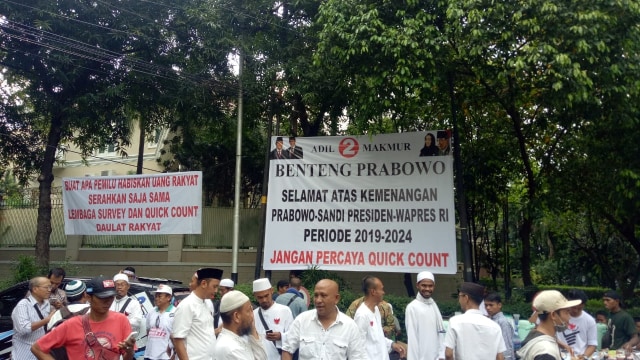 BUAT APA PEMILU HABISKAN UANG RAKYAT
SERAHKAN SAJA SAMA
LEMBAGA SURVEY DAN QUICK COUNT
DAULAT RAKYAT
ADIL 2 MAKMUR
BENTENG PRABOWO
SELAMAT ATAS KEMENANGAN
PRABOWO-SANDI PRESIDEN-WAPRES RI
PERIODE 2019-2024
JANGAN PERCAYA QUICK COUNT